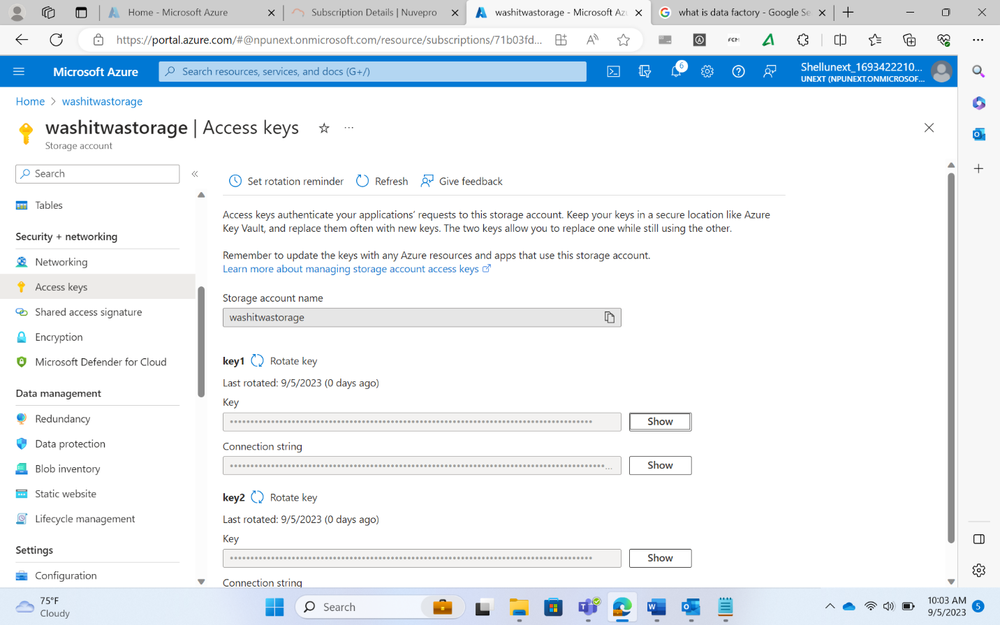 Home - Microsoft Azure
Subscription Details | Nuvepro
washitwastorage - Microsoft Az
what is data factory - Google Se
https://portal.azure.com/#@npunext.onmicrosoft.com/resource/subscriptions/71b03fd...
FCM
Microsoft Azure
Search resources, services, and docs (G+/)
6
Shellunext_1693422210...
UNEXT (NPUNEXT.ONMICROSOF...
Home > washitwastorage
washitwastorage | Access keys
...
Storage account
Search
«
Tables
Security + networking
Networking
Access keys
Shared access signature
Encryption
Microsoft Defender for Cloud
Data management
Redundancy
Data protection
Blob inventory
Static website
Lifecycle management
Settings
Configuration
Set rotation reminder
Refresh
Give feedback
Access keys authenticate your applications’ requests to this storage account. Keep your keys in a secure location like Azure
Key Vault, and replace them often with new keys. The two keys allow you to replace one while still using the other.
Remember to update the keys with any Azure resources and apps that use this storage account.
Learn more about managing storage account access keys
Storage account name
washitwastorage
key1
Rotate key
Last rotated: 9/5/2023 (0 days ago)
Key
Show
Connection string
Show
key2
Rotate key
Last rotated: 9/5/2023 (0 days ago)
Key
Show
Connection string
75°F
Cloudy
Search
10:03 AM
9/5/2023
5